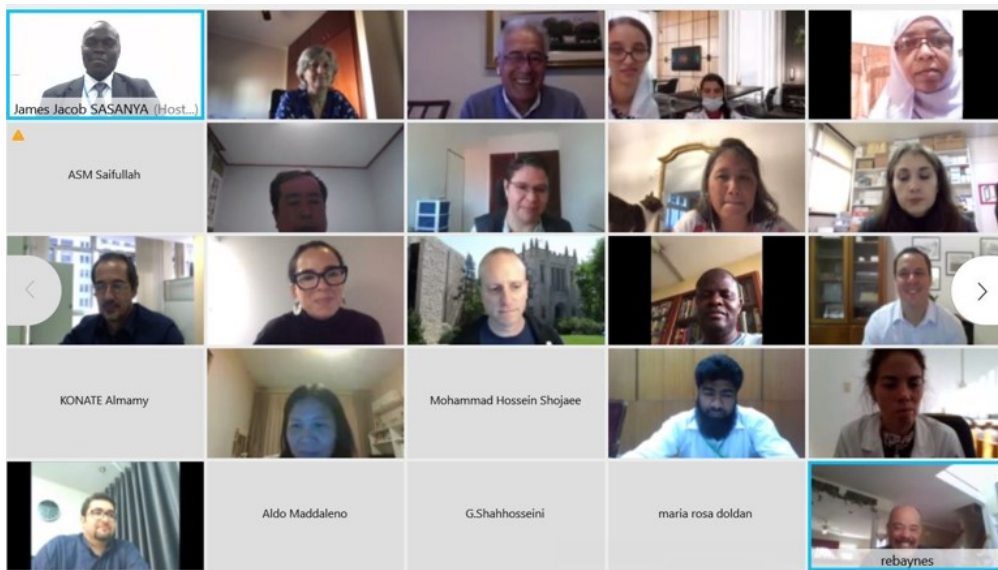 James Jacob SASANYA (Host...)
ASM Saifullah
KONATE Almamy
Mohammad Hossein Shojaee
Aldo Maddaleno
G.Shahhosseini
maria rosa doldan
rebaynes